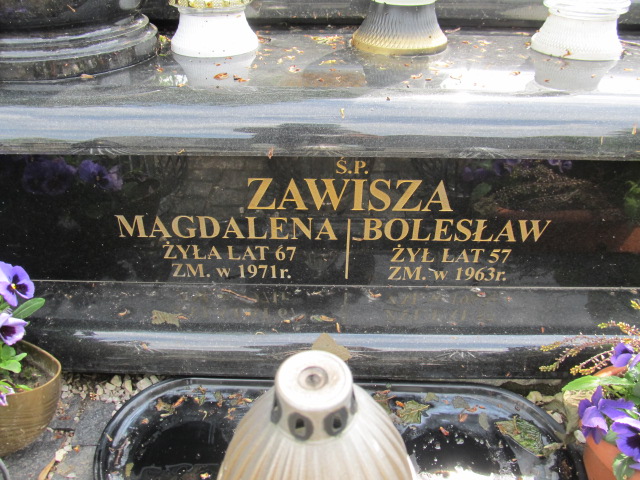 Ś.P.
ZAWISZA
MAGDALENA BOLESŁAW
ŻYŁA LAT 67 ŻYŁ LAT 57
ZM. w 1971r. ZM. w 1963r.